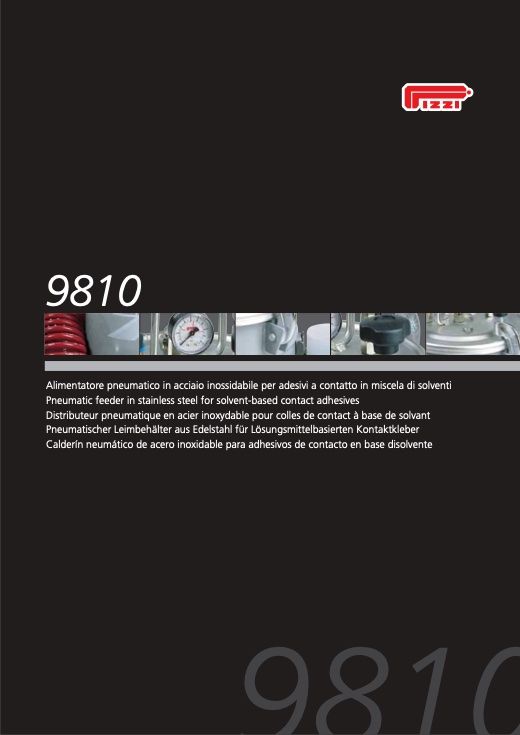 PIZZI
9810
Alimentatore pneumatico in acciaio inossidabile per adesivi a contatto in miscela di solventi
Pneumatic feeder in stainless steel for solvent-based contact adhesives
Distributeur pneumatique en acier inoxydable pour colles de contact à base de solvant
Pneumatischer Leimbehälter aus Edelstahl für Lösungsmittelbasierten Kontaktkleber
Calderín neumático de acero inoxidable para adhesivos de contacto en base disolvente
9810